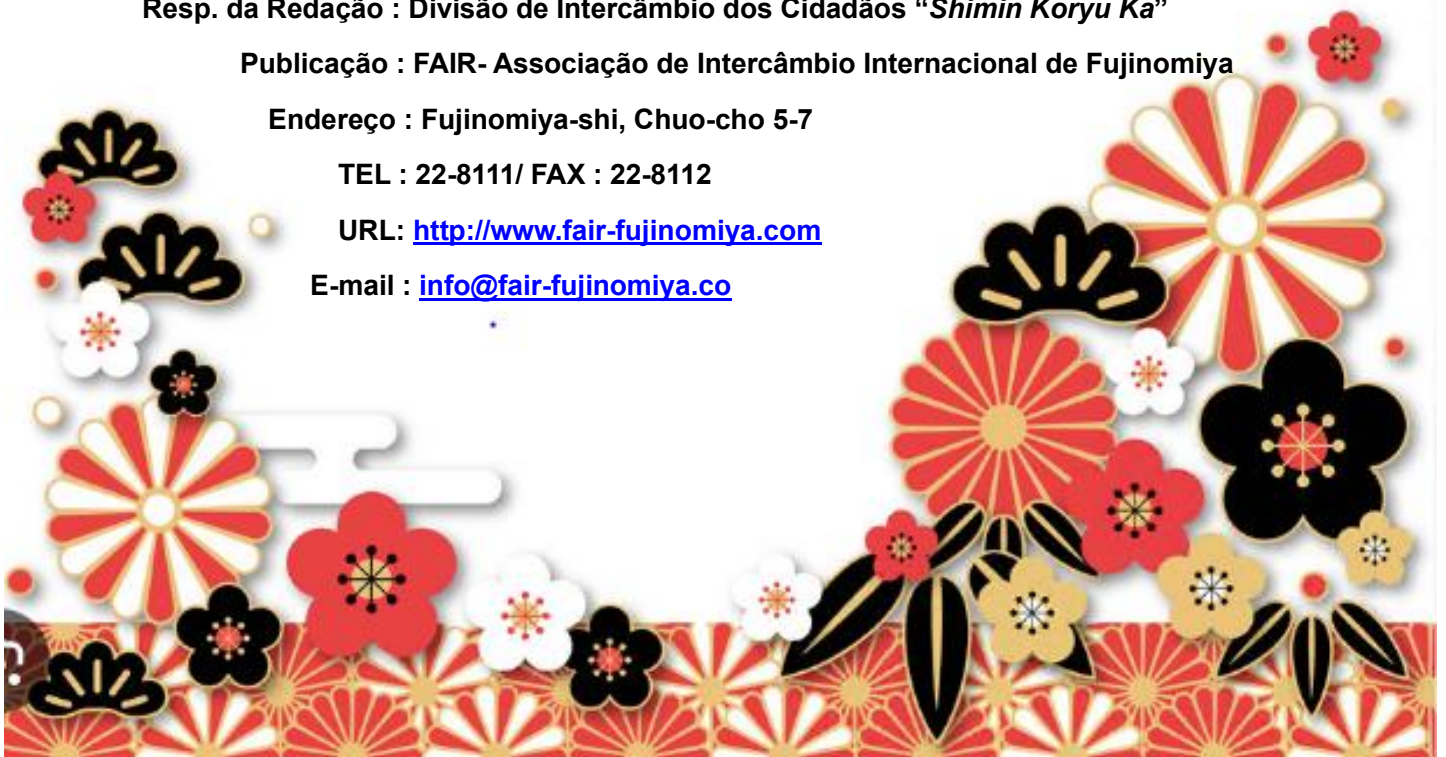 Resp. da Redação : Divisão de Intercâmbio dos Cidadãos “Shimin Koryu Ka”
Publicação : FAIR- Associação de Intercâmbio Internacional de Fujinomiya
Endereço : Fujinomiya-shi, Chuo-cho 5-7
TEL : 22-8111/ FAX : 22-8112
URL: http://www.fair-fujinomiya.com
E-mail : info@fair-fujinomiya.co